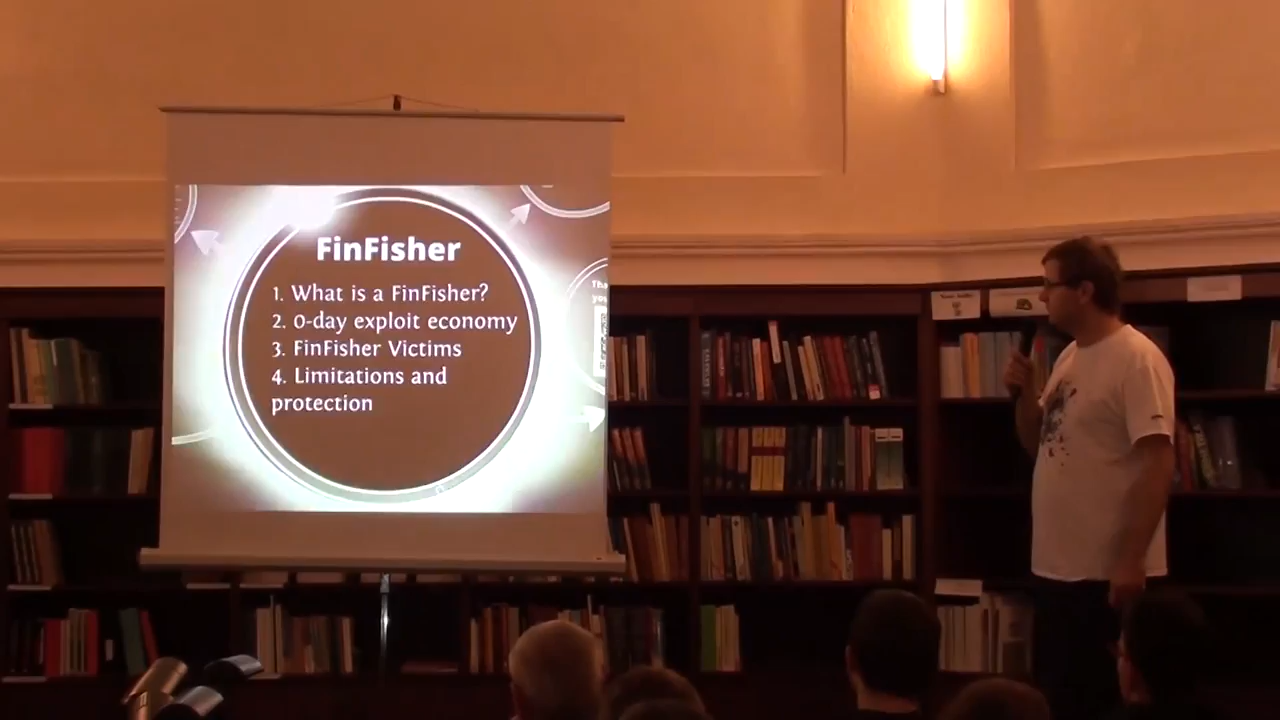 FinFisher
1. What is a FinFisher?
2. 0-day exploit economy
3. FinFisher Victims
4. Limitations and
protection